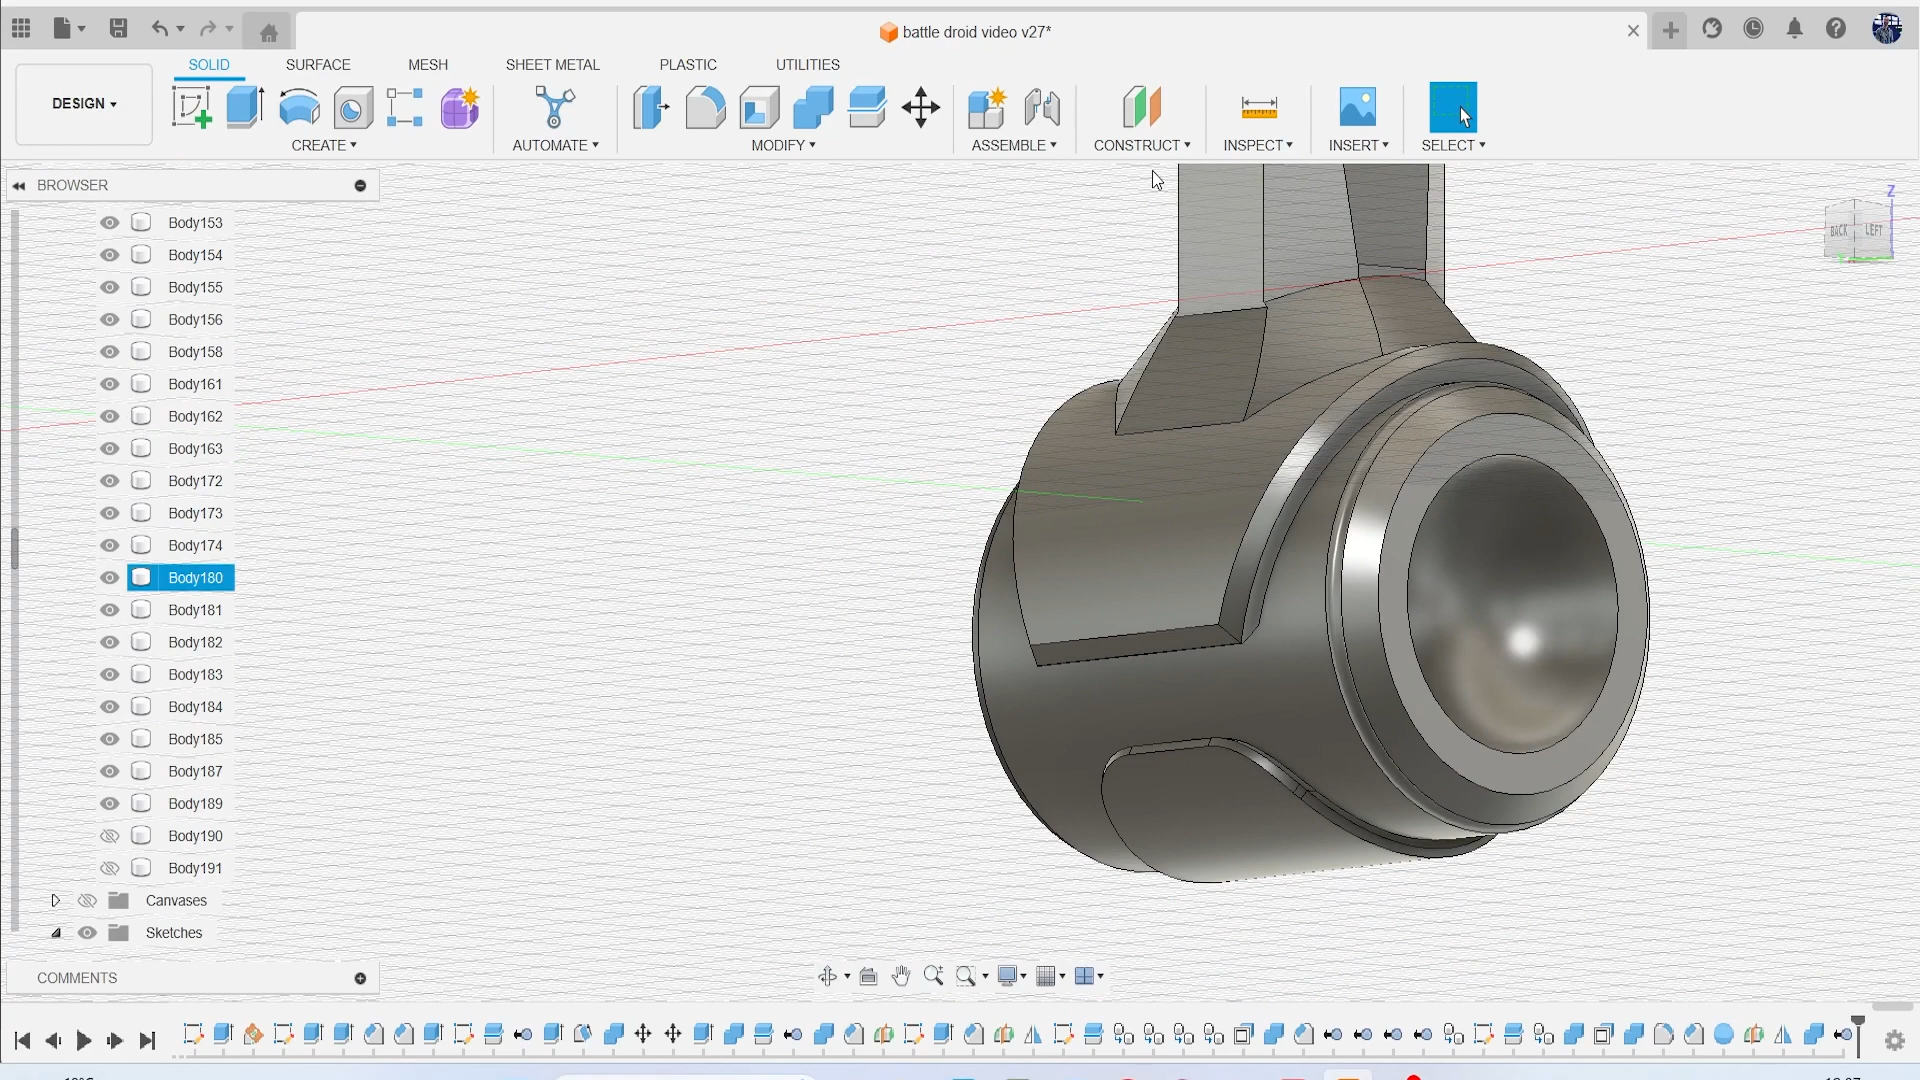 battle droid video v27*
SOLID SURFACE MESH SHEET METAL PLASTIC UTILITIES
DESIGN
CREATE AUTOMATE MODIFY ASSEMBLE CONSTRUCT INSPECT INSERT SELECT
BROWSER
Z
BACK LEFT
Body153
Body154
Body155
Body156
Body158
Body161
Body162
Body163
Body172
Body173
Body174
Body180
Body181
Body182
Body183
Body184
Body185
Body187
Body189
Body190
Body191
Canvases
Sketches
COMMENTS